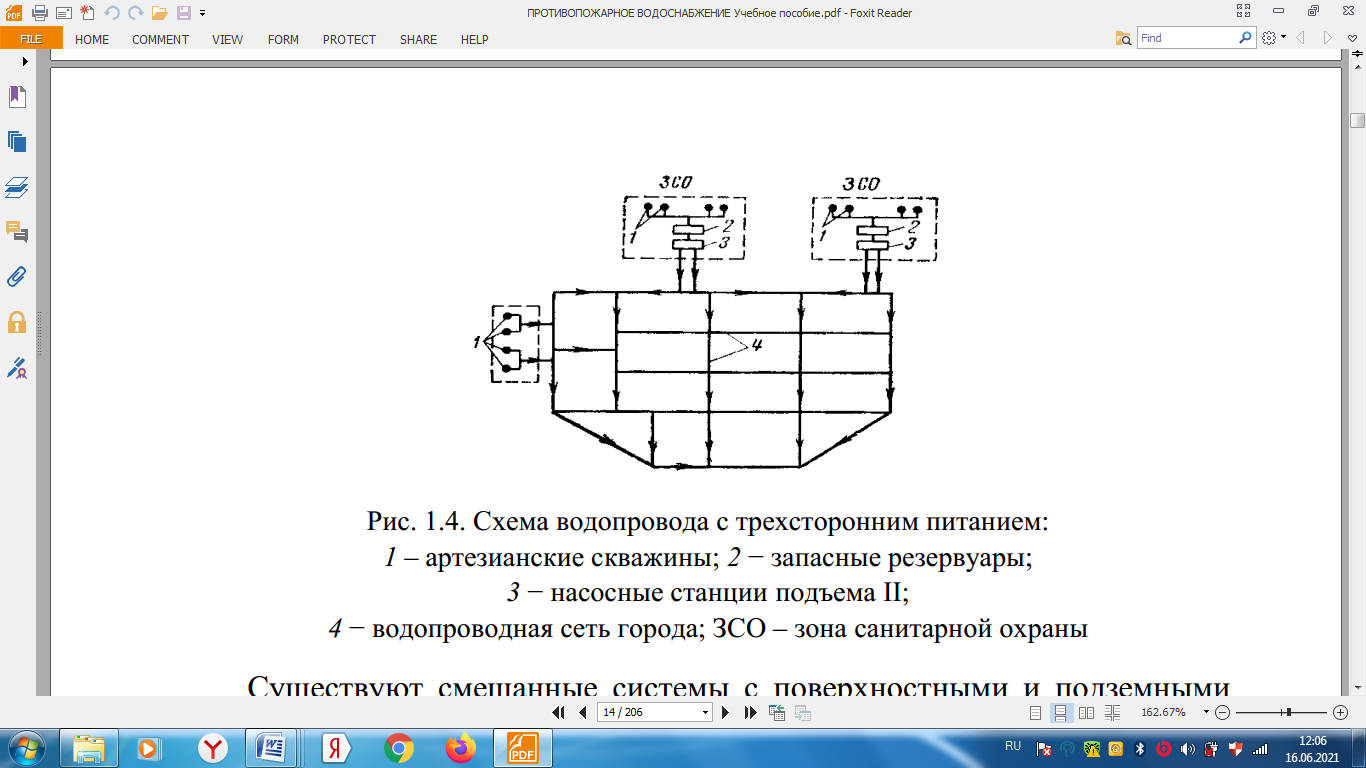 ПРОТИВОПОЖАРНОЕ ВОДОСНАБЖЕНИЕ Учебное пособие.pdf - Foxit Reader
FILE HOME COMMENT VIEW FORM PROTECT SHARE HELP
Find
ЗСО ЗСО
1 2 3
1 2 3
1
4
Рис. 1.4. Схема водопровода с трехсторонним питанием:
1 – артезианские скважины; 2 − запасные резервуары;
3 − насосные станции подъема II;
4 − водопроводная сеть города; ЗСО – зона санитарной охраны
Существуют смешанные системы с поверхностными и подземными
14 / 206
162.67%
RU
12:06
16.06.2021